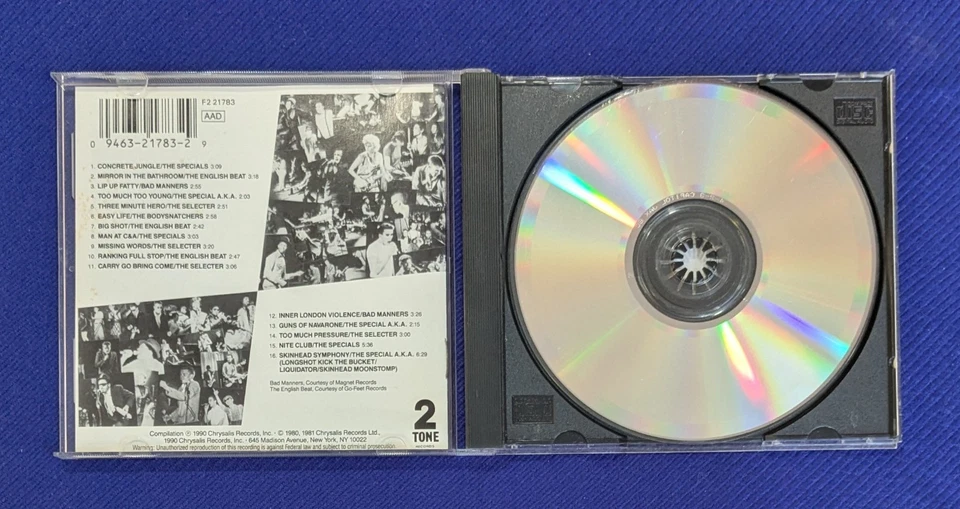 F2 21783
AAD
0 9463-21783-2 9
1. CONCRETE JUNGLE/THE SPECIALS 3:09
2. MIRROR IN THE BATHROOM/THE ENGLISH BEAT 3:18
3. LIP UP FATTY/BAD MANNERS 2:55
4. TOO MUCH TOO YOUNG/THE SPECIAL A.K.A. 2:03
5. THREE MINUTE HERO/THE SELECTER 2:51
6. EASY LIFE/THE BODYSNATCHERS 2:58
7. BIG SHOT/THE ENGLISH BEAT 2:42
8. MAN AT C&A/THE SPECIALS 3:03
9. MISSING WORDS/THE SELECTER 3:20
10. RANKING FULL STOP/THE ENGLISH BEAT 2:47
11. CARRY GO BRING COME/THE SELECTER 3:06
12. INNER LONDON VIOLENCE/BAD MANNERS 3:26
13. GUNS OF NAVARONE/THE SPECIAL A.K.A. 2:15
14. TOO MUCH PRESSURE/THE SELECTER 3:00
15. NITE CLUB/THE SPECIALS 5:36
16. SKINHEAD SYMPHONY/THE SPECIAL A.K.A. 6:29
(LONGSHOT KICK THE BUCKET/
LIQUIDATOR/SKINHEAD MOONSTOMP)
Bad Manners, Courtesy of Magnet Records
The English Beat, Courtesy of Go-Feet Records
2
TONE
Compilation ℗ 1990 Chrysalis Records, Inc. · © 1980, 1981 Chrysalis Records Ltd.,
1990 Chrysalis Records, Inc. · 645 Madison Avenue, New York, NY 10022
Warning: Unauthorized reproduction of this recording is against Federal law and subject to criminal prosecution.